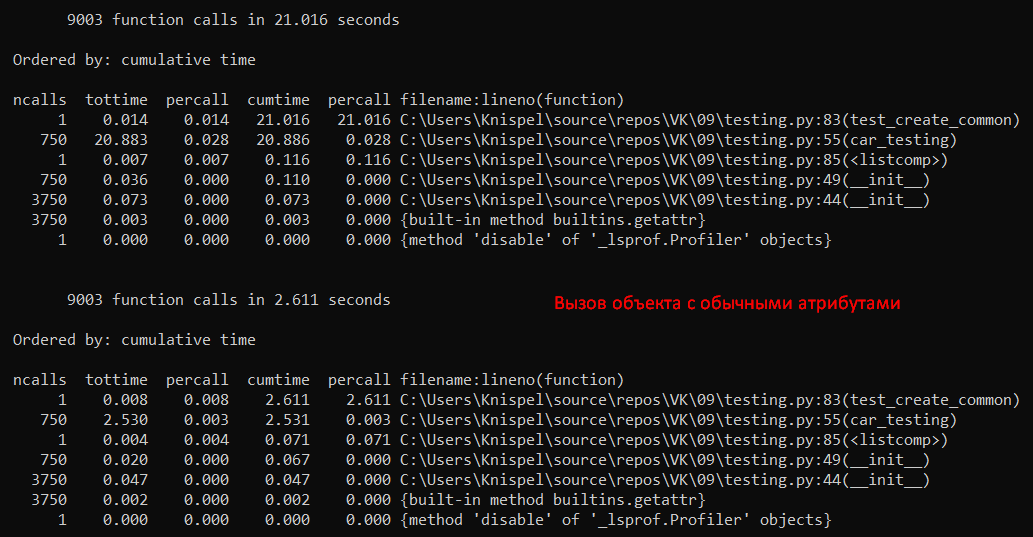 9003 function calls in 21.016 seconds
Ordered by: cumulative time
ncalls tottime percall cumtime percall filename:lineno(function)
1 0.014 0.014 21.016 21.016 C:\Users\Knispel\source\repos\VK\09\testing.py:83(test_create_common)
750 20.883 0.028 20.886 0.028 C:\Users\Knispel\source\repos\VK\09\testing.py:55(car_testing)
1 0.007 0.007 0.116 0.116 C:\Users\Knispel\source\repos\VK\09\testing.py:85(<listcomp>)
750 0.036 0.000 0.110 0.000 C:\Users\Knispel\source\repos\VK\09\testing.py:49(__init__)
3750 0.073 0.000 0.073 0.000 C:\Users\Knispel\source\repos\VK\09\testing.py:44(__init__)
3750 0.003 0.000 0.003 0.000 {built-in method builtins.getattr}
1 0.000 0.000 0.000 0.000 {method 'disable' of '_lsprof.Profiler' objects}
9003 function calls in 2.611 seconds
Вызов объекта с обычными атрибутами
Ordered by: cumulative time
ncalls tottime percall cumtime percall filename:lineno(function)
1 0.008 0.008 2.611 2.611 C:\Users\Knispel\source\repos\VK\09\testing.py:83(test_create_common)
750 2.530 0.003 2.531 0.003 C:\Users\Knispel\source\repos\VK\09\testing.py:55(car_testing)
1 0.004 0.004 0.071 0.071 C:\Users\Knispel\source\repos\VK\09\testing.py:85(<listcomp>)
750 0.020 0.000 0.067 0.000 C:\Users\Knispel\source\repos\VK\09\testing.py:49(__init__)
3750 0.047 0.000 0.047 0.000 C:\Users\Knispel\source\repos\VK\09\testing.py:44(__init__)
3750 0.002 0.000 0.002 0.000 {built-in method builtins.getattr}
1 0.000 0.000 0.000 0.000 {method 'disable' of '_lsprof.Profiler' objects}